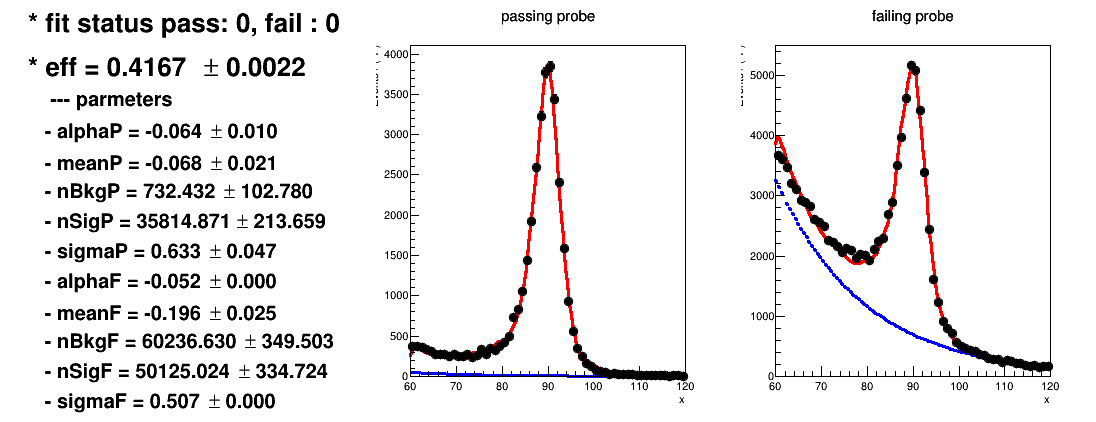 * fit status pass: 0, fail : 0
* eff = 0.4167 ± 0.0022
--- parmeters
- alphaP = -0.064 ± 0.010
- meanP = -0.068 ± 0.021
- nBkgP = 732.432 ± 102.780
- nSigP = 35814.871 ± 213.659
- sigmaP = 0.633 ± 0.047
- alphaF = -0.052 ± 0.000
- meanF = -0.196 ± 0.025
- nBkgF = 60236.630 ± 349.503
- nSigF = 50125.024 ± 334.724
- sigmaF = 0.507 ± 0.000
passing probe
4000
3500
3000
2500
2000
1500
1000
500
0
60 70 80 90 100 110 120
x
failing probe
5000
4000
3000
2000
1000
0
60 70 80 90 100 110 120
x